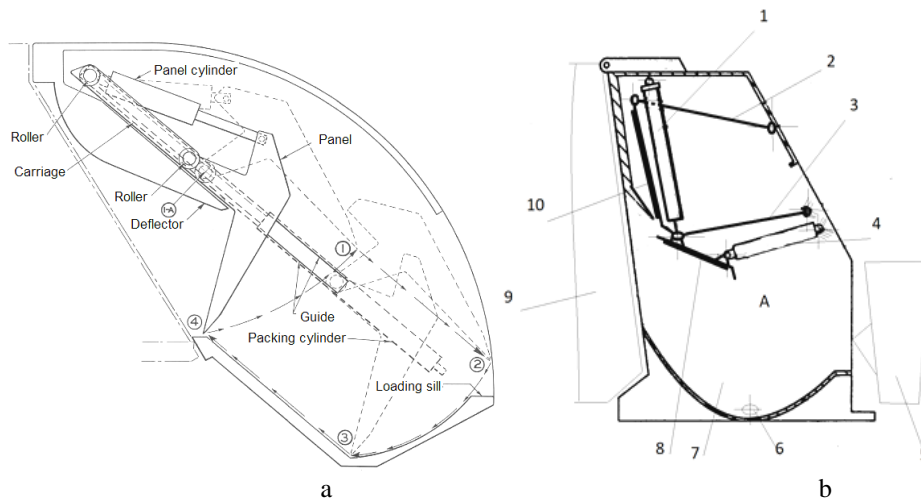 Panel cylinder
Roller
Carriage
Roller
1-A
Deflector
Panel
1
Guide
4
Packing cylinder
2
Loading sill
3
a
1
2
3
10
4
9
A
8
7
6
b